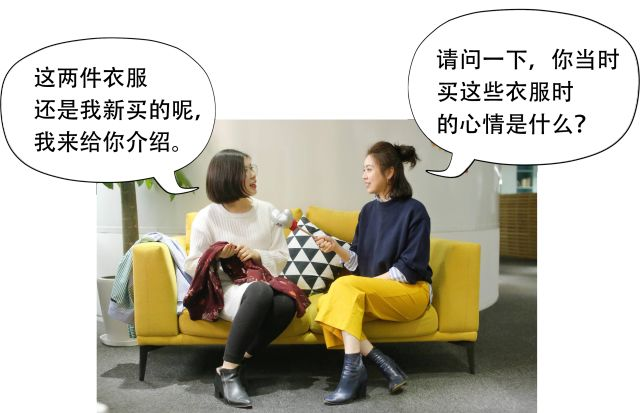 这两件衣服
还是我新买的呢，
我来给你介绍。
请问一下，你当时
买这些衣服时
的心情是什么？